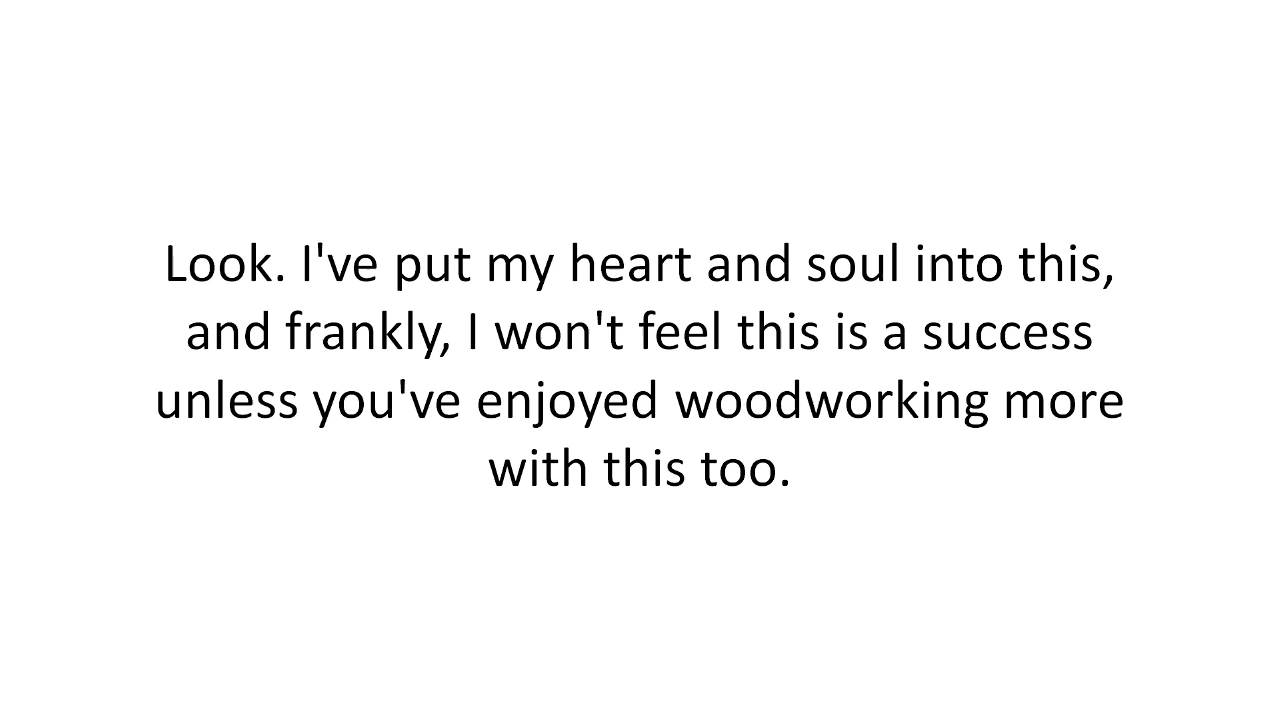 Look. I've put my heart and soul into this,
and frankly, I won't feel this is a success
unless you've enjoyed woodworking more
with this too.